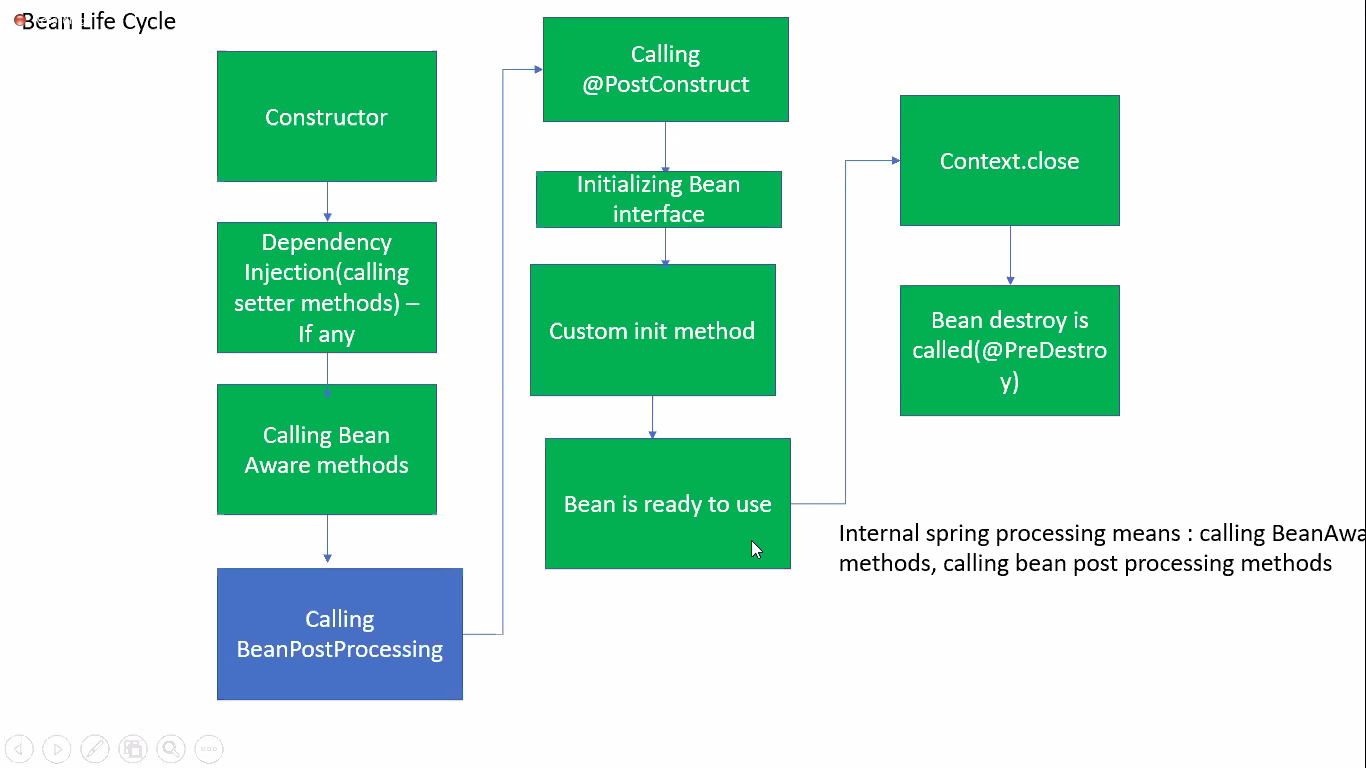 Bean Life Cycle
Constructor
Dependency
Injection(calling
setter methods) –
If any
Calling Bean
Aware methods
Calling
BeanPostProcessing
Calling
@PostConstruct
Initializing Bean
interface
Custom init method
Bean is ready to use
Context.close
Bean destroy is
called(@PreDestro
y)
Internal spring processing means : calling BeanAwa
methods, calling bean post processing methods